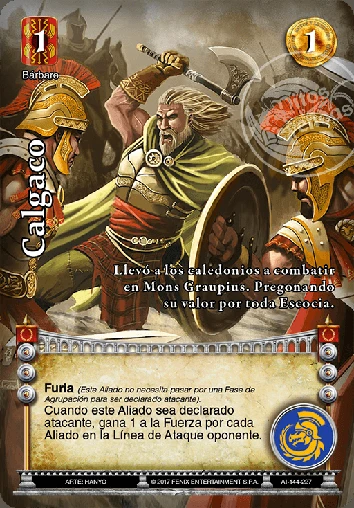 1
1
Bárbaro
Calgaco
Llevó a los caledonios a combatir
en Mons Graupius. Pregonando
su valor por toda Escocia.
Furia (Este Aliado no necesita pasar por una Fase de
Agrupación para ser declarado atacante).
Cuando este Aliado sea declarado
atacante, gana 1 a la Fuerza por cada
Aliado en la Línea de Ataque oponente.
ARTE: HANYO
© 2017 FENIX ENTERTAINMENT S.P.A.